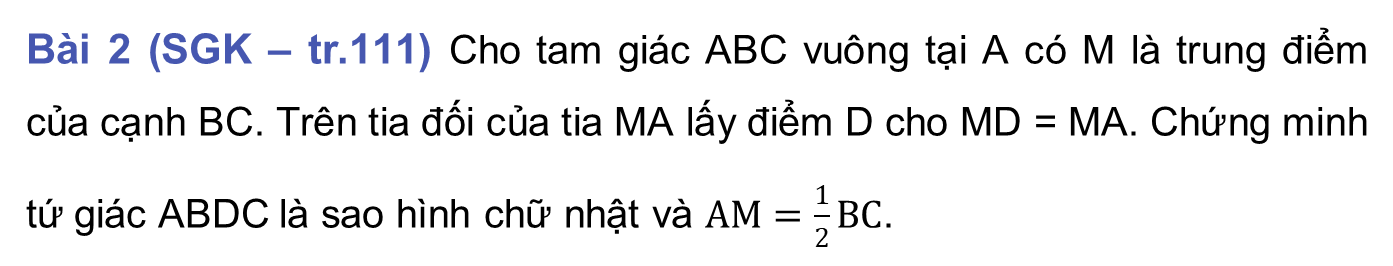 Bài 2 (SGK – tr.111) Cho tam giác ABC vuông tại A có M là trung điểm
của cạnh BC. Trên tia đối của tia MA lấy điểm D cho MD = MA. Chứng minh
tứ giác ABDC là sao hình chữ nhật và AM = \frac{1}{2} BC.